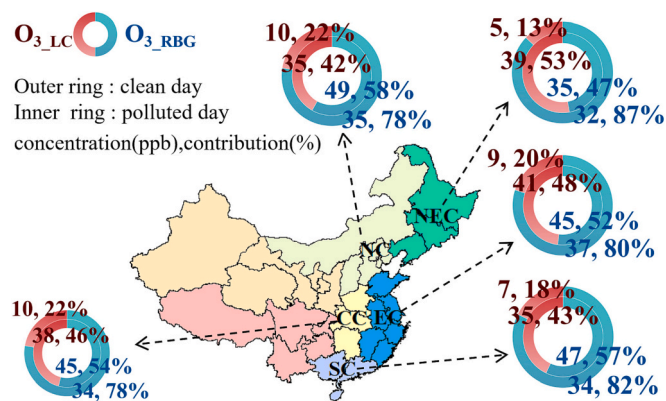 O3_LC O3_RBG
Outer ring : clean day
Inner ring : polluted day
concentration(ppb),contribution(%)
10, 22%
35, 42%
49, 58%
35, 78%
5, 13%
39, 53%
35, 47%
32, 87%
9, 20%
41, 48%
45, 52%
37, 80%
7, 18%
35, 43%
47, 57%
34, 82%
10, 22%
38, 46%
45, 54%
34, 78%
NEC
NC
CC
EC
SC